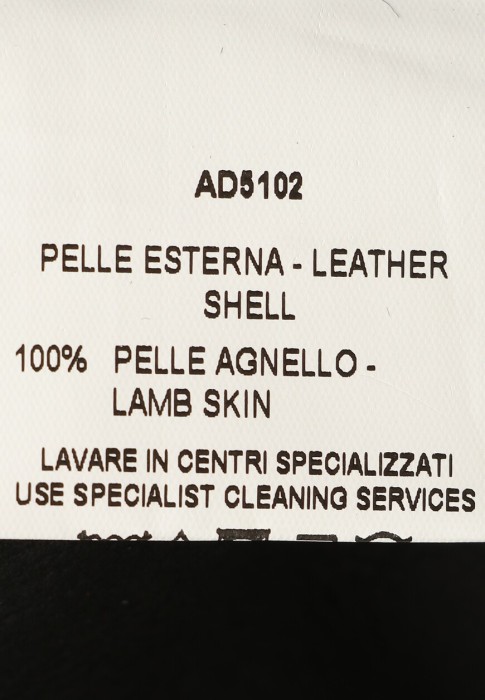 AD5102
PELLE ESTERNA - LEATHER
SHELL
100% PELLE AGNELLO -
LAMB SKIN
LAVARE IN CENTRI SPECIALIZZATI
USE SPECIALIST CLEANING SERVICES